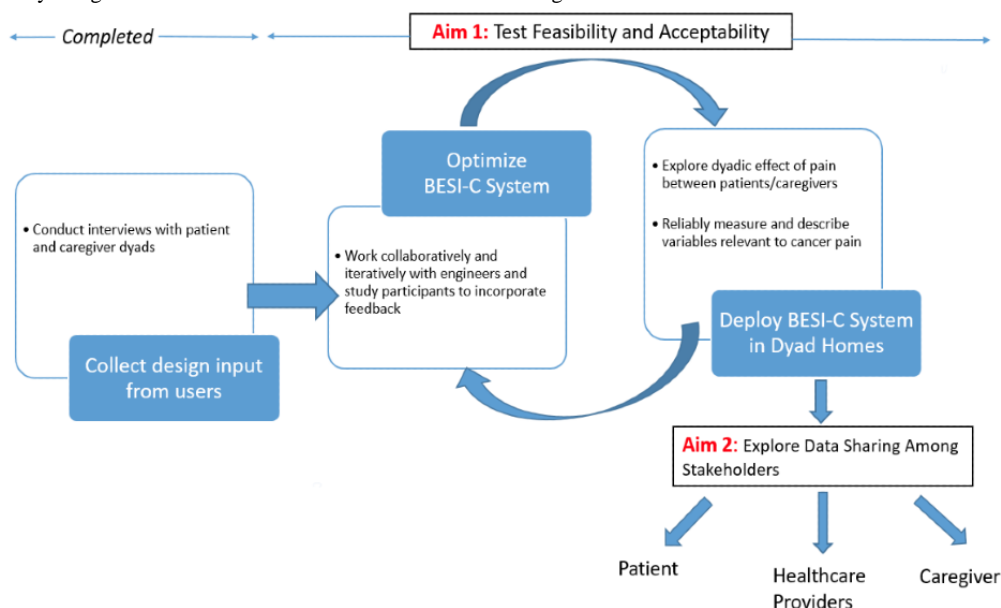 Completed
Aim 1: Test Feasibility and Acceptability
Optimize
BESI-C System
• Explore dyadic effect of pain
between patients/caregivers
• Reliably measure and describe
variables relevant to cancer pain
• Conduct interviews with patient
and caregiver dyads
• Work collaboratively and
iteratively with engineers and
study participants to incorporate
feedback
Deploy BESI-C System
in Dyad Homes
Collect design input
from users
Aim 2: Explore Data Sharing Among
Stakeholders
Patient
Healthcare
Providers
Caregiver